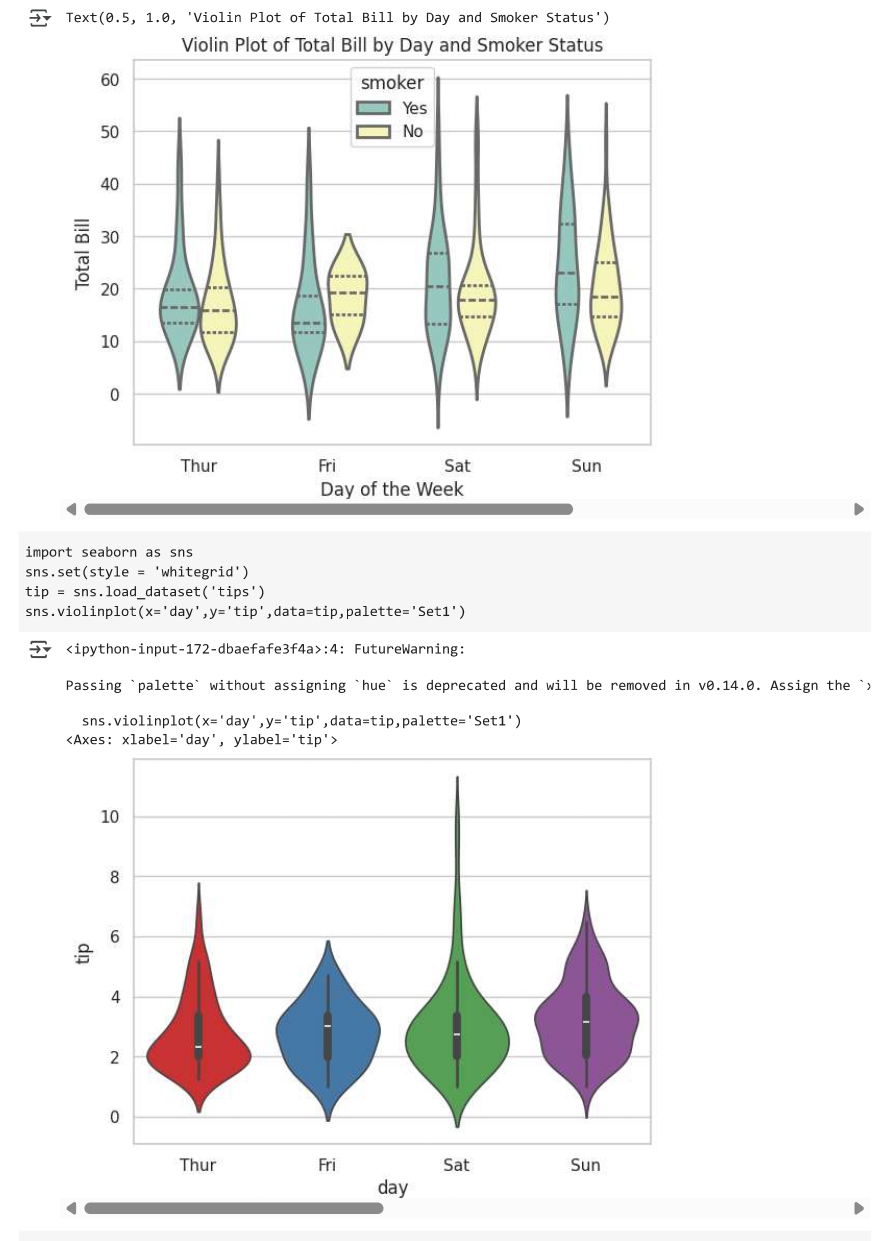 Text(0.5, 1.0, 'Violin Plot of Total Bill by Day and Smoker Status')
Violin Plot of Total Bill by Day and Smoker Status
60
50
40
30
20
10
0
Total Bill
smoker
Yes
No
Thur Fri Sat Sun
Day of the Week
import seaborn as sns
sns.set(style = 'whitegrid')
tip = sns.load_dataset('tips')
sns.violinplot(x='day',y='tip',data=tip,palette='Set1')
<ipython-input-172-dbaefafe3f4a>:4: FutureWarning:
Passing `palette` without assigning `hue` is deprecated and will be removed in v0.14.0. Assign the `
sns.violinplot(x='day',y='tip',data=tip,palette='Set1')
<Axes: xlabel='day', ylabel='tip'>
10
8
6
4
2
0
tip
Thur Fri Sat Sun
day